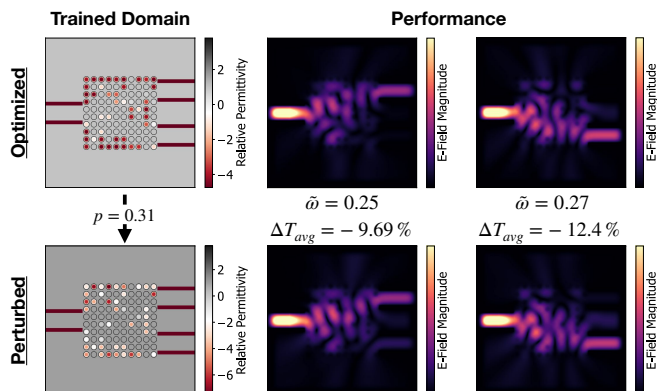 Trained Domain
Performance
Optimized
2
0
−2
−4
Relative Permittivity
E-Field Magnitude
E-Field Magnitude
p = 0.31
ω̃ = 0.25
ΔT_avg = − 9.69 %
ω̃ = 0.27
ΔT_avg = − 12.4 %
Perturbed
2
0
−2
−4
−6
Relative Permittivity
E-Field Magnitude
E-Field Magnitude